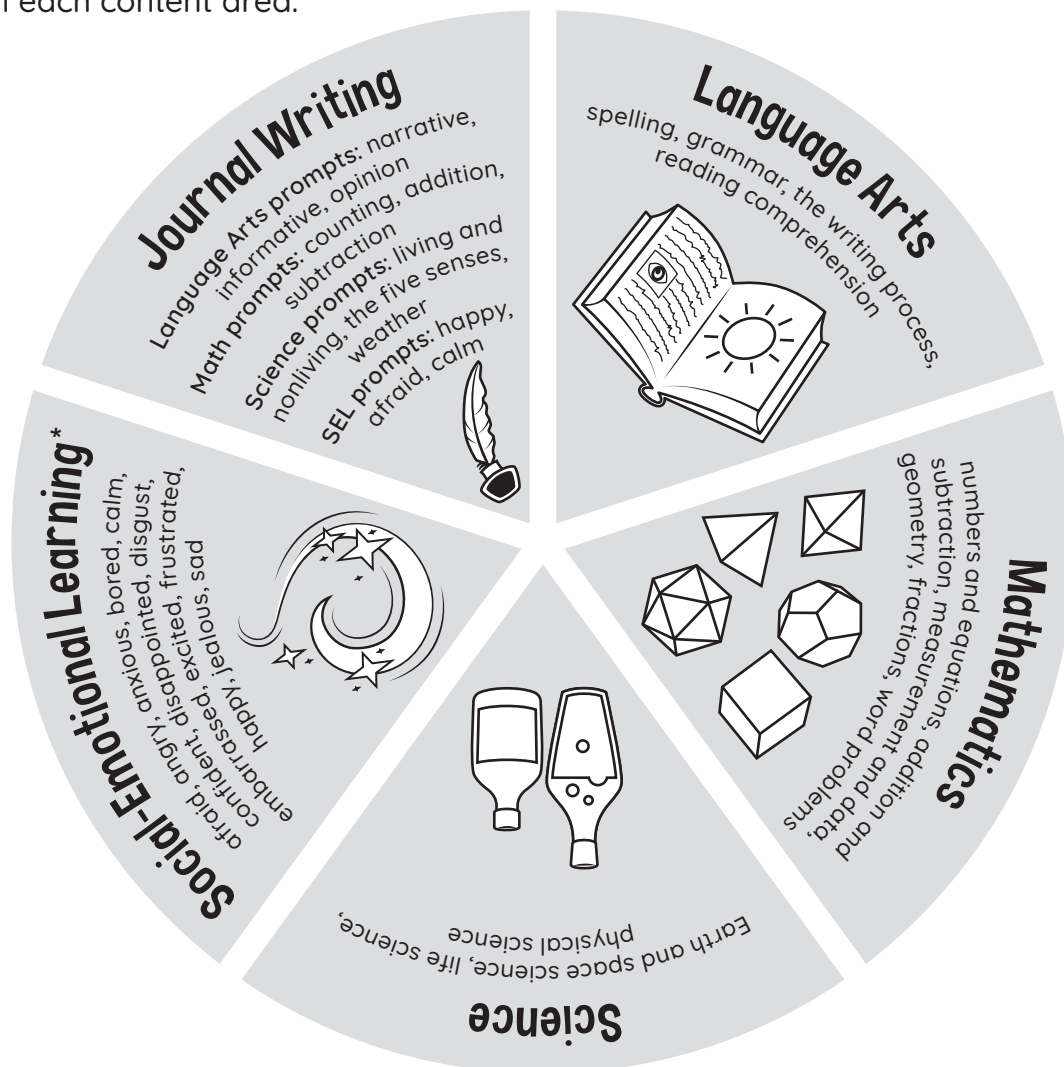 each content area.
Journal Writing
Language Arts prompts: narrative,
informative, opinion
Math prompts: counting, addition,
subtraction
Science prompts: living and
nonliving, the five senses,
weather
SEL prompts: happy,
afraid, calm
Language Arts
spelling, grammar, the writing process,
reading comprehension
Mathematics
numbers and equations, addition and
subtraction, measurement and data,
geometry, fractions, word problems
Science
Earth and space science, life science,
physical science
Social-Emotional Learning*
afraid, angry, anxious, bored, calm,
confident, disappointed, disgust,
embarrassed, excited, frustrated,
happy, jealous, sad